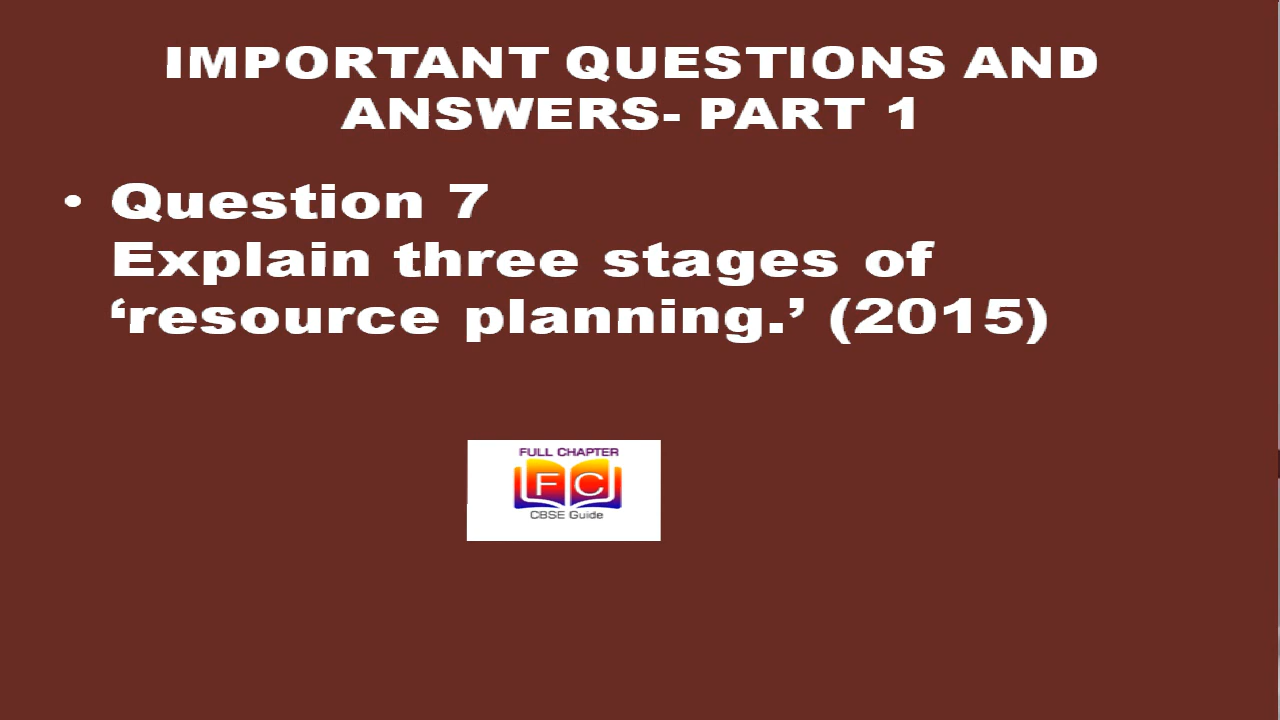 IMPORTANT QUESTIONS AND
ANSWERS- PART 1
• Question 7
Explain three stages of
‘resource planning.’ (2015)
FULL CHAPTER
FC
CBSE Guide